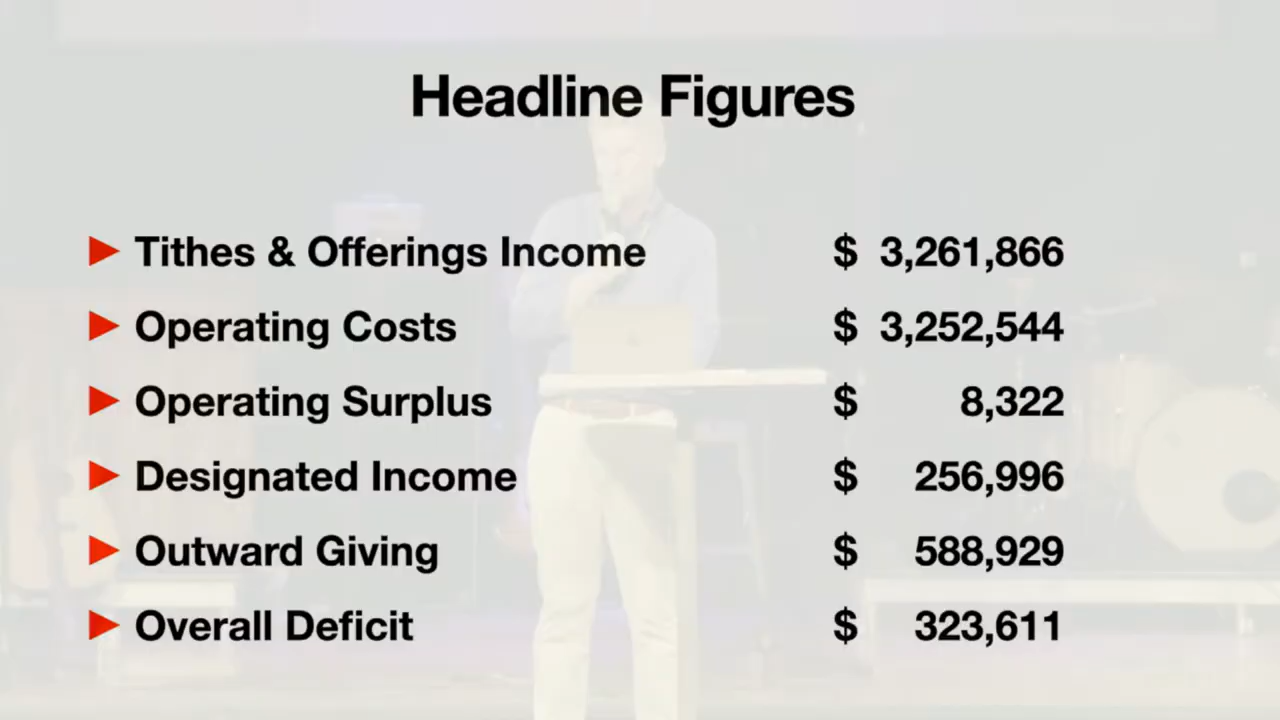 Headline Figures
▶ Tithes & Offerings Income $ 3,261,866
▶ Operating Costs $ 3,252,544
▶ Operating Surplus $ 8,322
▶ Designated Income $ 256,996
▶ Outward Giving $ 588,929
▶ Overall Deficit $ 323,611